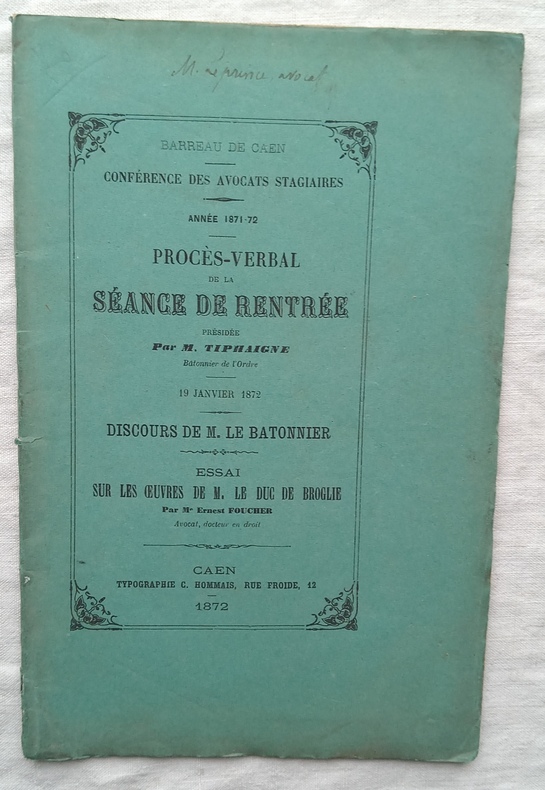 M. Leprince, avocat
BARREAU DE CAEN
CONFÉRENCE DES AVOCATS STAGIAIRES
ANNÉE 1871-72
PROCÈS-VERBAL
DE LA
SÉANCE DE RENTRÉE
PRÉSIDÉE
Par M. TIPHAIGNE
Bâtonnier de l'Ordre
19 JANVIER 1872
DISCOURS DE M. LE BATONNIER
ESSAI
SUR LES ŒUVRES DE M. LE DUC DE BROGLIE
Par Me Ernest FOUCHER
Avocat, docteur en droit
CAEN
TYPOGRAPHIE C. HOMMAIS, RUE FROIDE, 12
1872